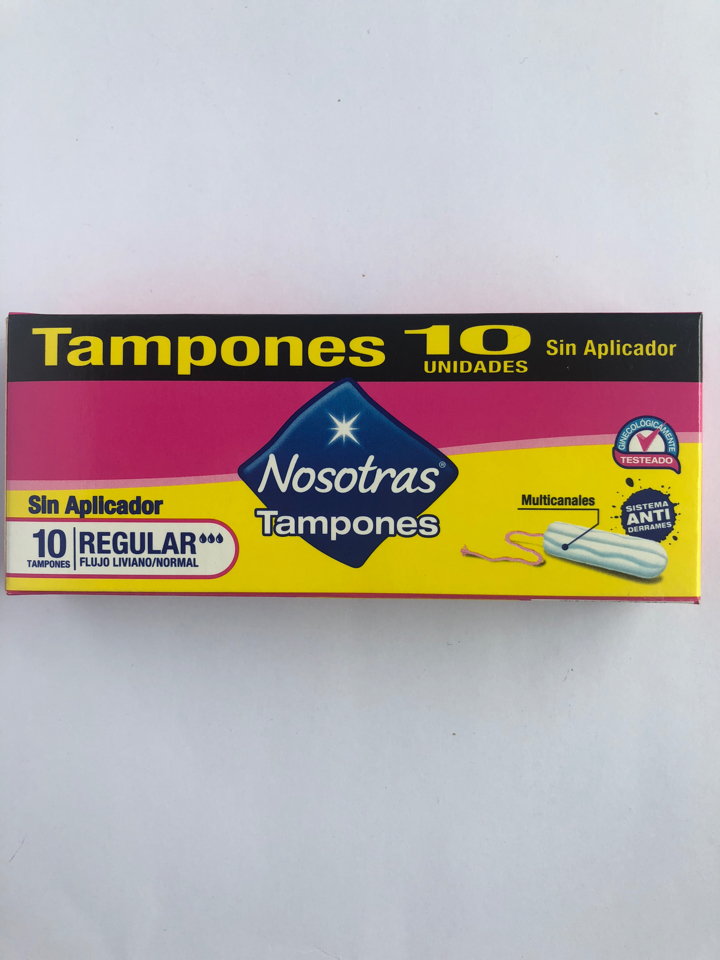 Tampones 10 UNIDADES Sin Aplicador
GINECOLÓGICAMENTE
TESTEADO
Nosotras®
Tampones
Sin Aplicador
10 TAMPONES
REGULAR
FLUJO LIVIANO/NORMAL
Multicanales
SISTEMA
ANTI
DERRAMES